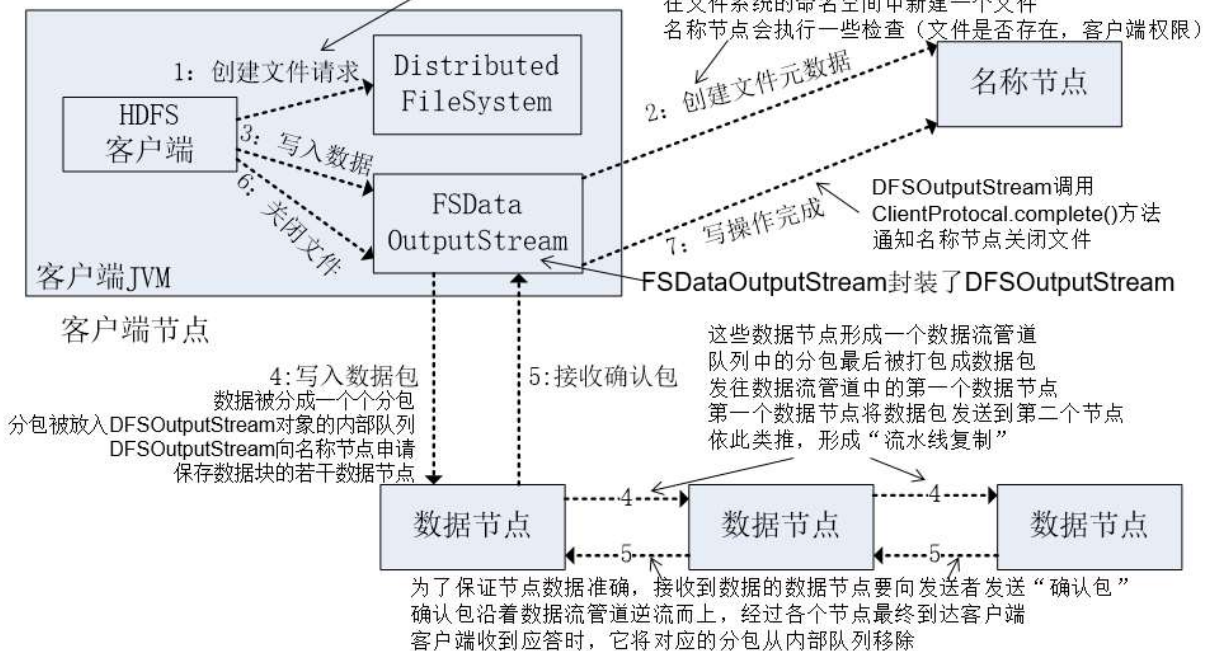 在文件系统的命名空间中新建一个文件
名称节点会执行一些检查（文件是否存在，客户端权限）
1: 创建文件请求
Distributed
FileSystem
2: 创建文件元数据
名称节点
HDFS
客户端
3: 写入数据
6: 关闭文件
FSData
OutputStream
7: 写操作完成
DFSOutputStream调用
ClientProtocal.complete()方法
通知名称节点关闭文件
客户端JVM
FSDataOutputStream封装了DFSOutputStream
客户端节点
4:写入数据包
数据被分成一个个分包
分包被放入DFSOutputStream对象的内部队列
DFSOutputStream向名称节点申请
保存数据块的若干数据节点
5:接收确认包
这些数据节点形成一个数据流管道
队列中的分包最后被打包成数据包
发往数据流管道中的第一个数据节点
第一个数据节点将数据包发送到第二个节点
依此类推，形成“流水线复制”
数据节点
4
数据节点
4
数据节点
5
5
为了保证节点数据准确，接收到数据的数据节点要向发送者发送“确认包”
确认包沿着数据流管道逆流而上，经过各个节点最终到达客户端
客户端收到应答时，它将对应的分包从内部队列移除